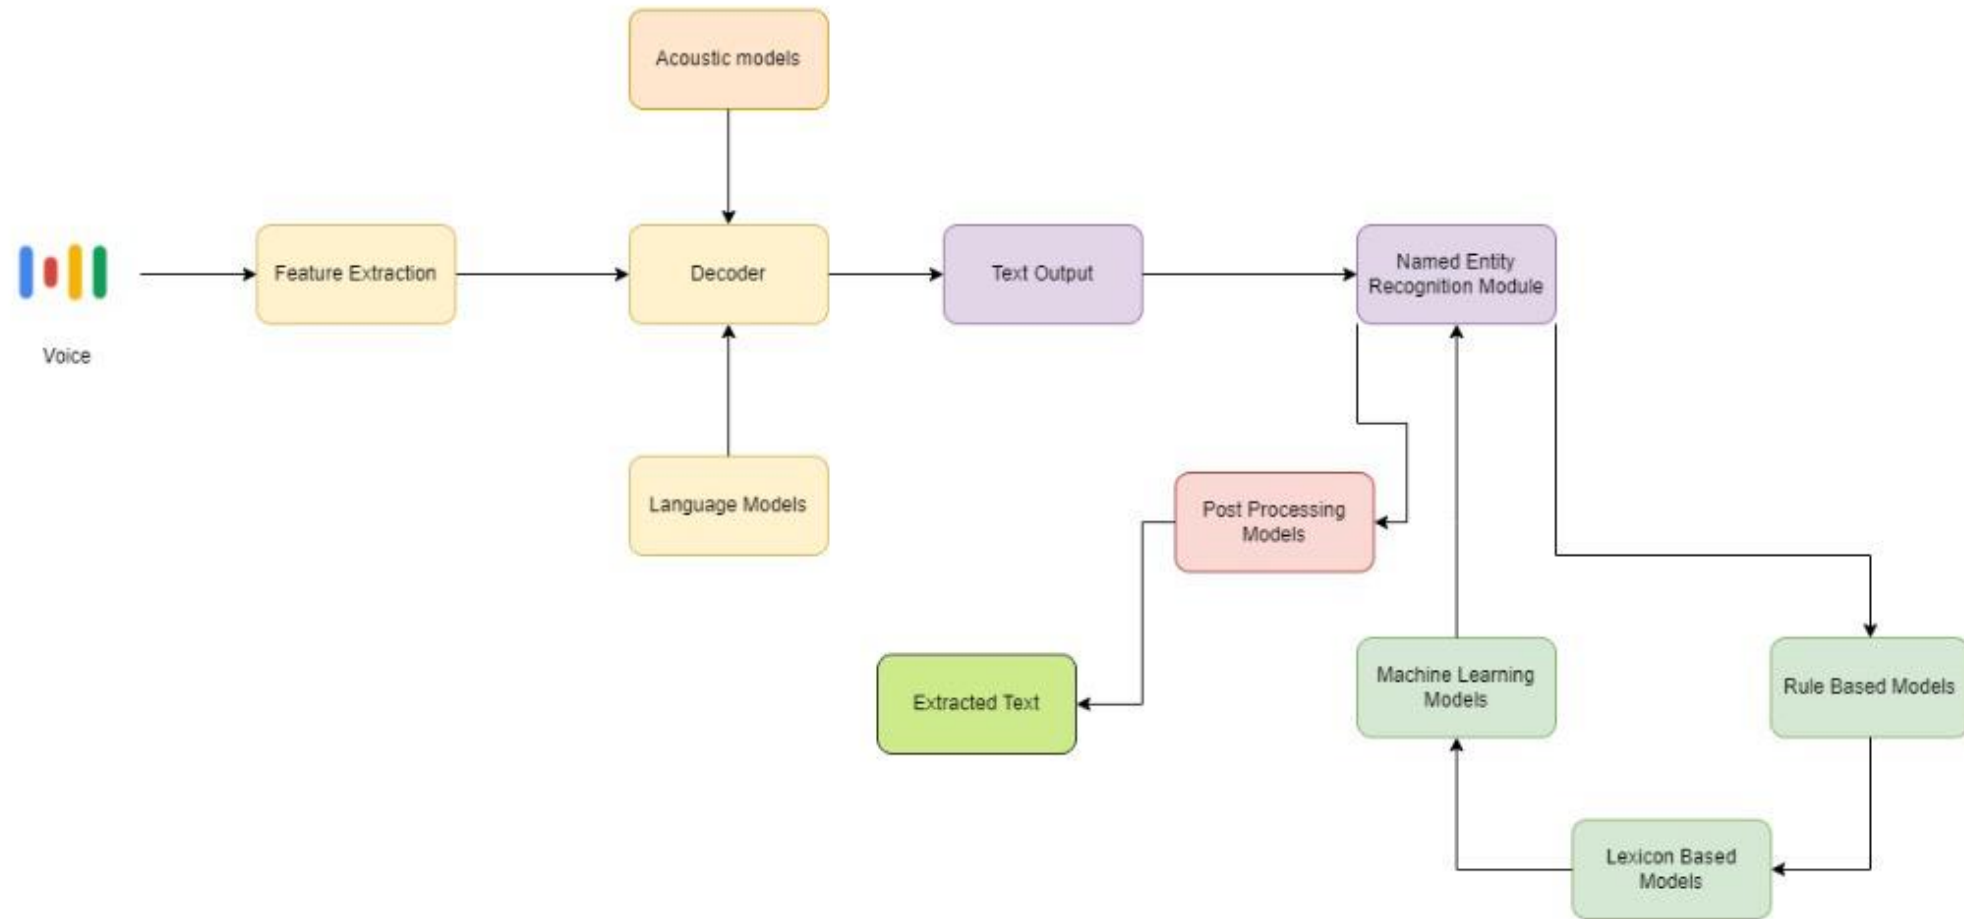 Acoustic models
Voice
Feature Extraction
Decoder
Text Output
Named Entity
Recognition Module
Language Models
Post Processing
Models
Extracted Text
Machine Learning
Models
Rule Based Models
Lexicon Based
Models